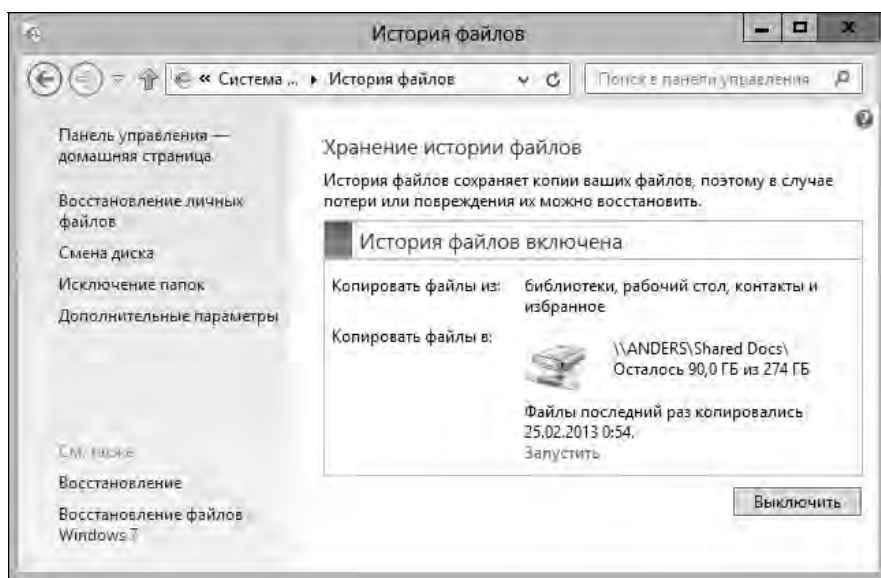 История файлов
« Система ... ▸ История файлов
Поиск в панели управления
Панель управления —
домашняя страница
Восстановление личных
файлов
Смена диска
Исключение папок
Дополнительные параметры
См. также
Восстановление
Восстановление файлов
Windows 7
Хранение истории файлов
История файлов сохраняет копии ваших файлов, поэтому в случае
потери или повреждения их можно восстановить.
История файлов включена
Копировать файлы из: библиотеки, рабочий стол, контакты и
избранное
Копировать файлы в: \\ANDERS\Shared Docs\
Осталось 90,0 ГБ из 274 ГБ
Файлы последний раз копировались
25.02.2013 0:54.
Запустить
Выключить